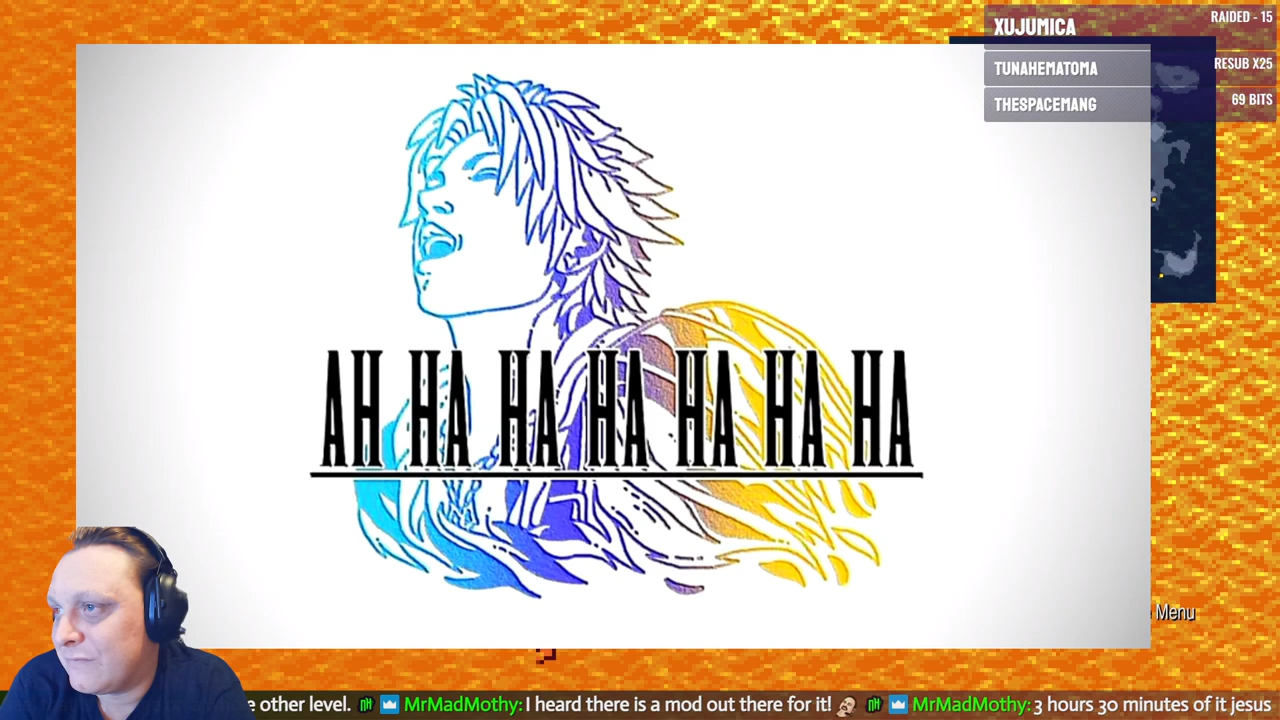 XUJUMICA RAIDED - 15
TUNAHEMATOMA RESUB X25
THESPACEMANG 69 BITS
AH HA HA HA HA HA HA
Menu
other level. MrMadMothy: I heard there is a mod out there for it! MrMadMothy: 3 hours 30 minutes of it jesus